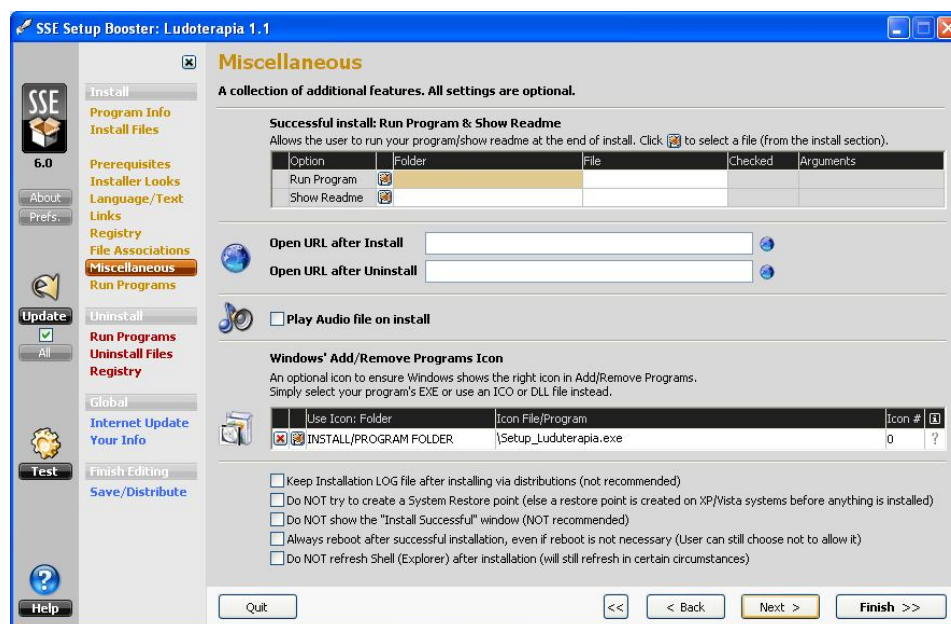 SSE Setup Booster: Ludoterapia 1.1
SSE
6.0
About
Prefs.
Update
All
Test
Help
Install
Program Info
Install Files
Prerequisites
Installer Looks
Language/Text
Links
Registry
File Associations
Miscellaneous
Run Programs
Uninstall
Run Programs
Uninstall Files
Registry
Global
Internet Update
Your Info
Finish Editing
Save/Distribute
Miscellaneous
A collection of additional features. All settings are optional.
Successful install: Run Program & Show Readme
Allows the user to run your program/show readme at the end of install. Click to select a file (from the install section).
Option Folder File Checked Arguments
Run Program
Show Readme
Open URL after Install
Open URL after Uninstall
Play Audio file on install
Windows' Add/Remove Programs Icon
An optional icon to ensure Windows shows the right icon in Add/Remove Programs.
Simply select your program's EXE or use an ICO or DLL file instead.
Use Icon: Folder Icon File/Program Icon # i
INSTALL/PROGRAM FOLDER \Setup_Luduterapia.exe 0 ?
Keep Installation LOG file after installing via distributions (not recommended)
Do NOT try to create a System Restore point (else a restore point is created on XP/Vista systems before anything is installed)
Do NOT show the "Install Successful" window (NOT recommended)
Always reboot after successful installation, even if reboot is not necessary (User can still choose not to allow it)
Do NOT refresh Shell (Explorer) after installation (will still refresh in certain circumstances)
Quit << < Back Next > Finish >>